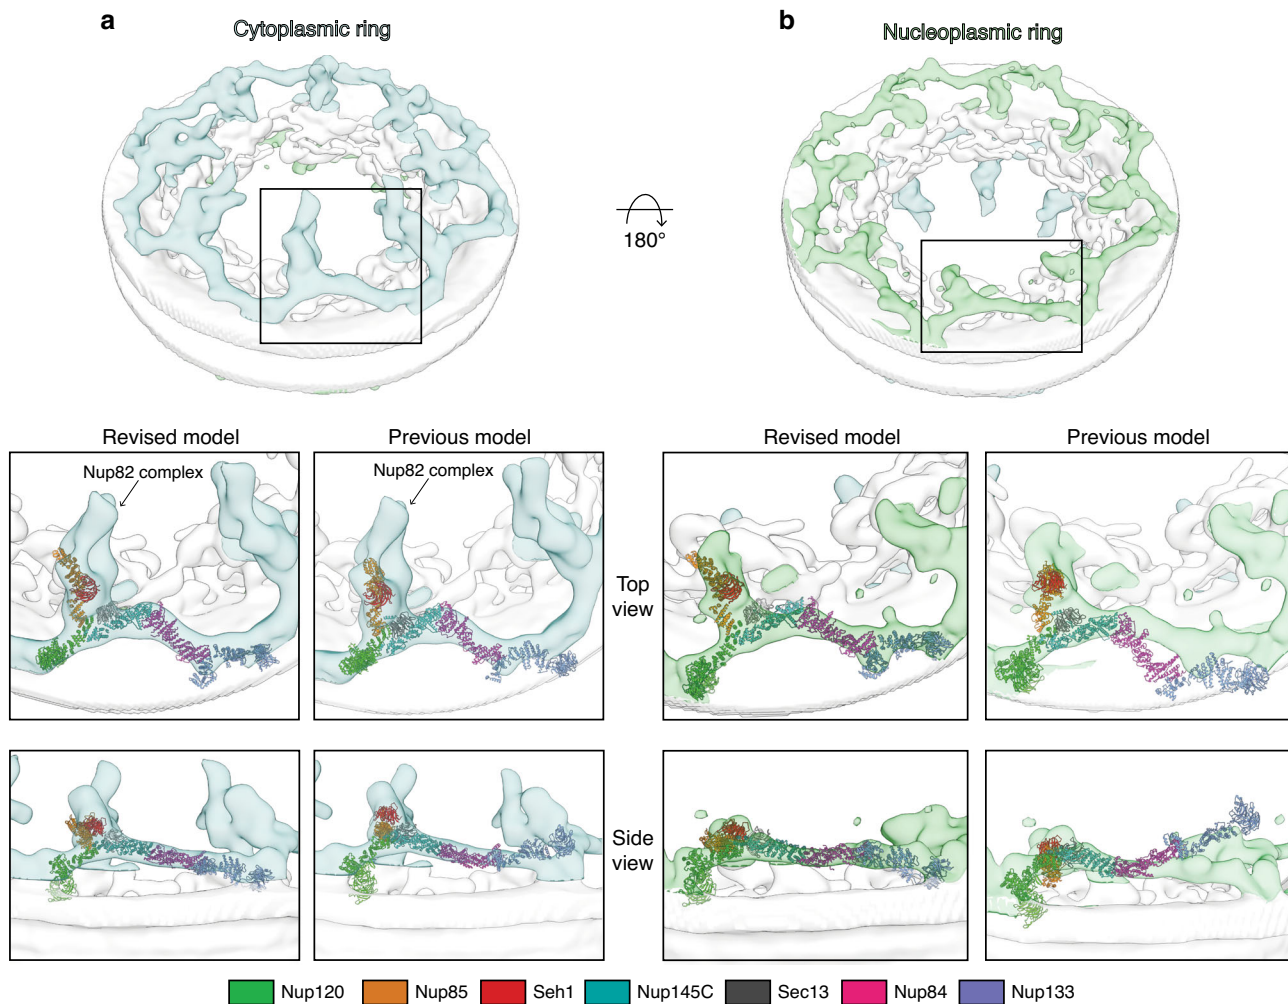 a
Cytoplasmic ring
b
Nucleoplasmic ring
180°
Revised model
Previous model
Revised model
Previous model
Nup82 complex
Nup82 complex
Top
view
Side
view
Nup120
Nup85
Seh1
Nup145C
Sec13
Nup84
Nup133